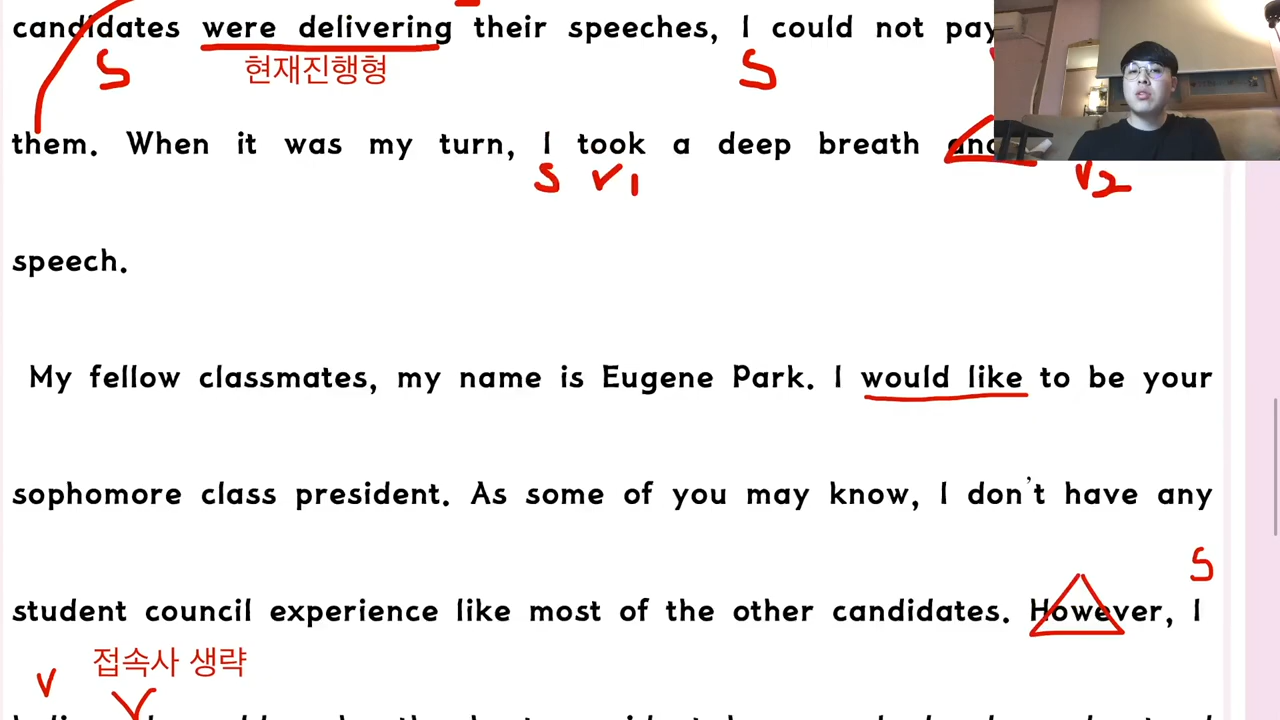 candidates were delivering their speeches, I could not pay
S 현재진행형 S
them. When it was my turn, I took a deep breath and
S V1 V2
speech.
My fellow classmates, my name is Eugene Park. I would like to be your
sophomore class president. As some of you may know, I don't have any
S
student council experience like most of the other candidates. However, I
V 접속사 생략